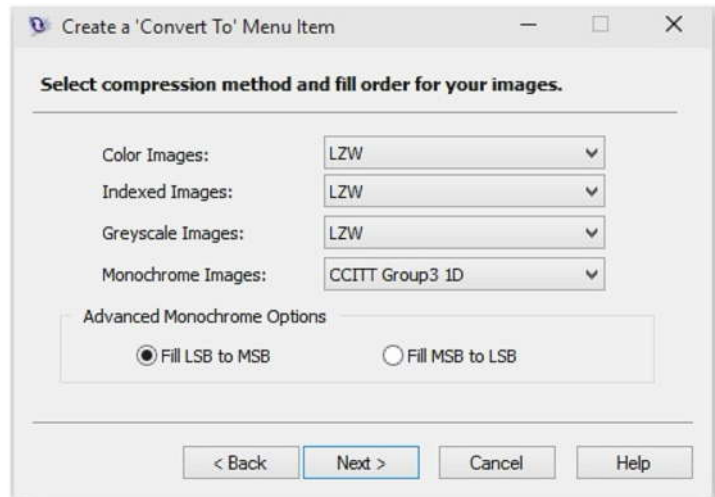 Create a 'Convert To' Menu Item
Select compression method and fill order for your images.
Color Images: LZW
Indexed Images: LZW
Greyscale Images: LZW
Monochrome Images: CCITT Group3 1D
Advanced Monochrome Options
Fill LSB to MSB Fill MSB to LSB
< Back Next > Cancel Help